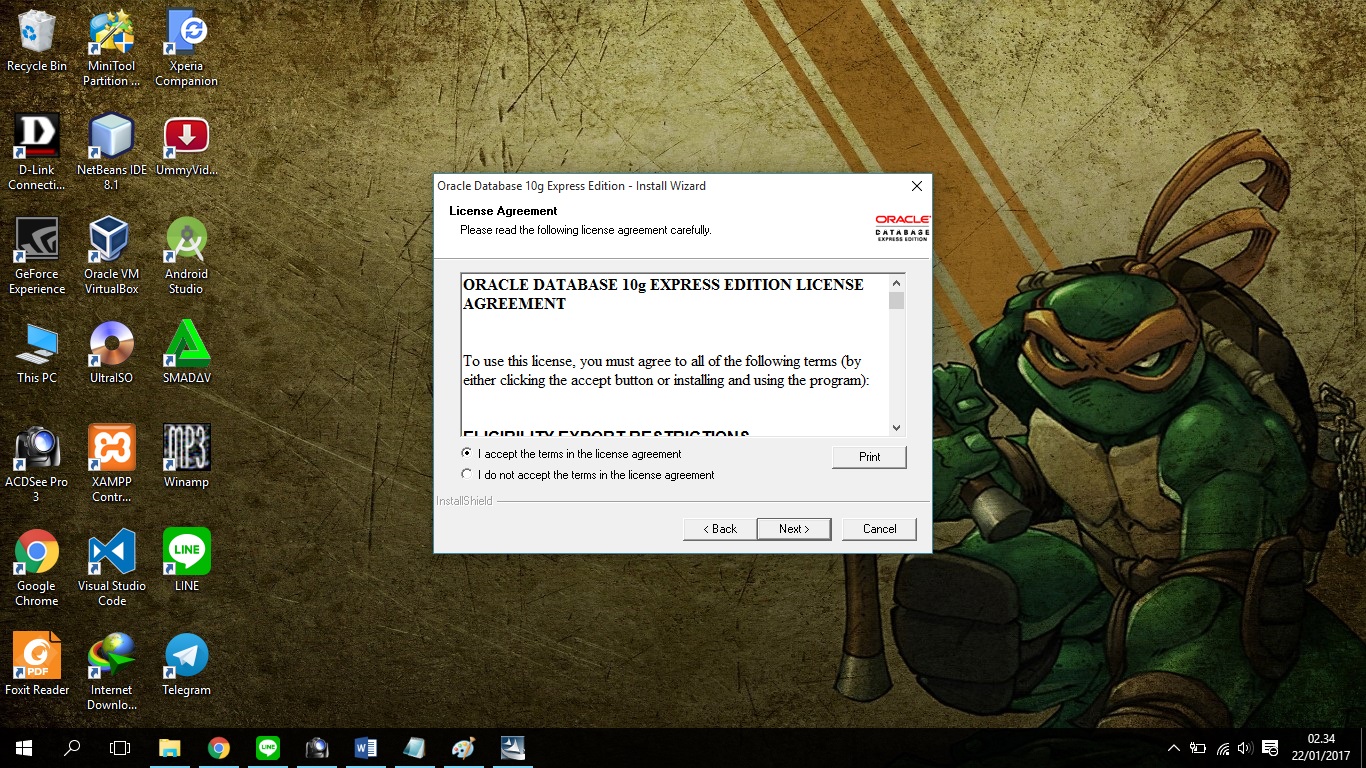 Recycle Bin
MiniTool
Partition ...
Xperia
Companion
D-Link
Connecti...
NetBeans IDE
8.1
UmmyVid...
GeForce
Experience
Oracle VM
VirtualBox
Android
Studio
This PC
UltraISO
SMADΔV
ACDSee Pro
3
XAMPP
Contr...
MP3
Winamp
Google
Chrome
Visual Studio
Code
LINE
LINE
PDF
Foxit Reader
Internet
Downlo...
Telegram
Oracle Database 10g Express Edition - Install Wizard
License Agreement
Please read the following license agreement carefully.
ORACLE
DATABASE
EXPRESS EDITION
ORACLE DATABASE 10g EXPRESS EDITION LICENSE
AGREEMENT
To use this license, you must agree to all of the following terms (by
either clicking the accept button or installing and using the program):
ELIGIBILITY EXPORT RESTRICTIONS
I accept the terms in the license agreement
Print
I do not accept the terms in the license agreement
InstallShield
< Back
Next >
Cancel
LINE
02.34
22/01/2017